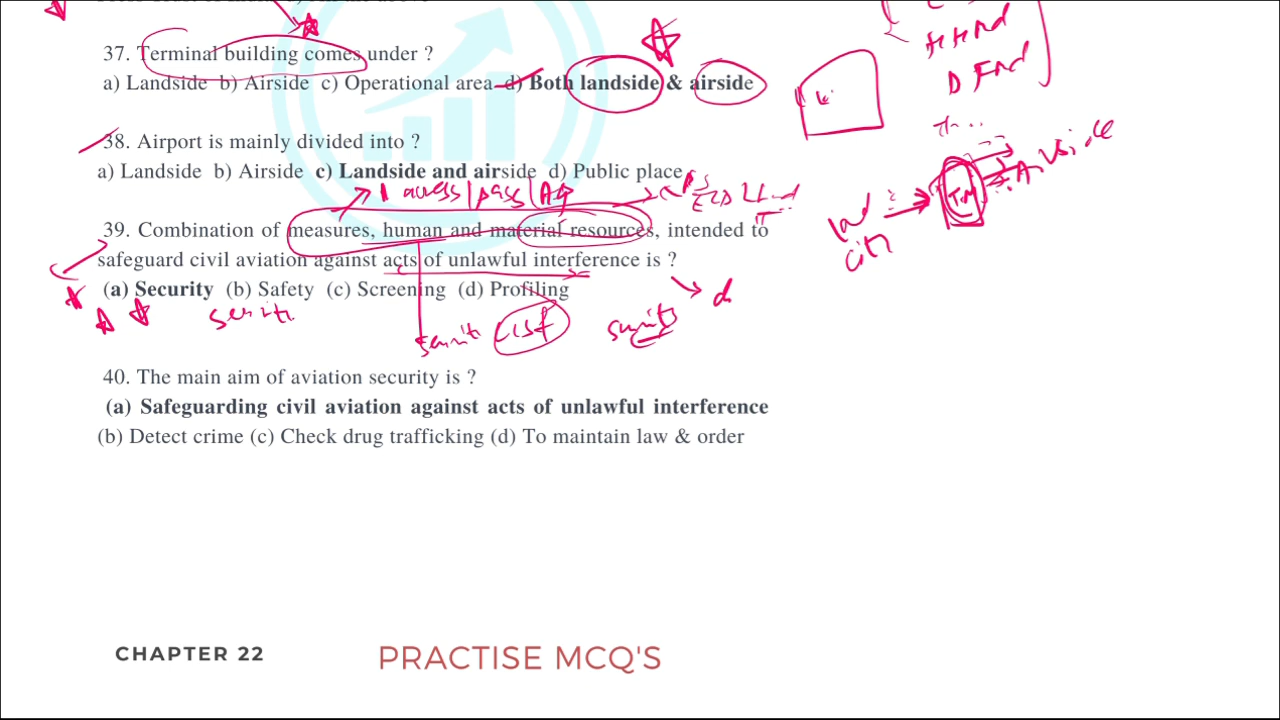 37. Terminal building comes under ?
a) Landside b) Airside c) Operational area d) Both landside & airside
38. Airport is mainly divided into ?
a) Landside b) Airside c) Landside and airside d) Public place
access / pass /
39. Combination of measures, human and material resources, intended to
safeguard civil aviation against acts of unlawful interference is ?
(a) Security (b) Safety (c) Screening (d) Profiling
CISF
40. The main aim of aviation security is ?
(a) Safeguarding civil aviation against acts of unlawful interference
(b) Detect crime (c) Check drug trafficking (d) To maintain law & order
Airside
CHAPTER 22
PRACTISE MCQ'S